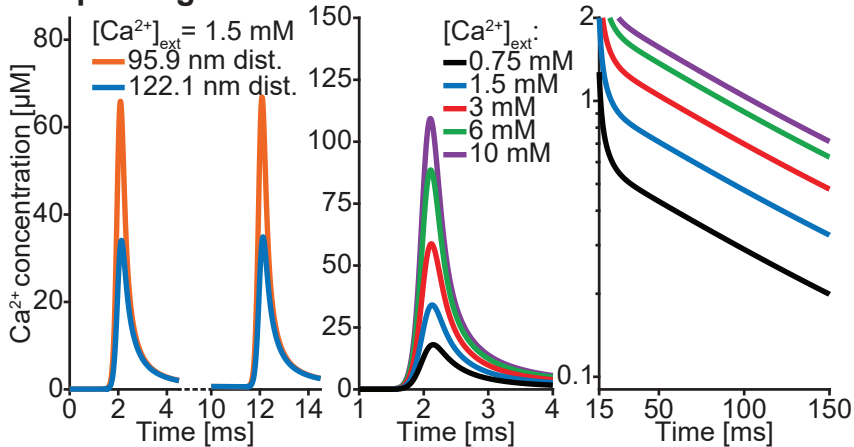 [Ca²⁺]ext= 1.5 mM
95.9 nm dist.
122.1 nm dist.
Ca²⁺ concentration [µM]
80
60
40
20
0
0 2 4 10 12 14
Time [ms]
[Ca²⁺]ext:
0.75 mM
1.5 mM
3 mM
6 mM
10 mM
150
125
100
75
50
25
0
1 2 3 4
Time [ms]
2
1
0.1
15 50 100 150
Time [ms]